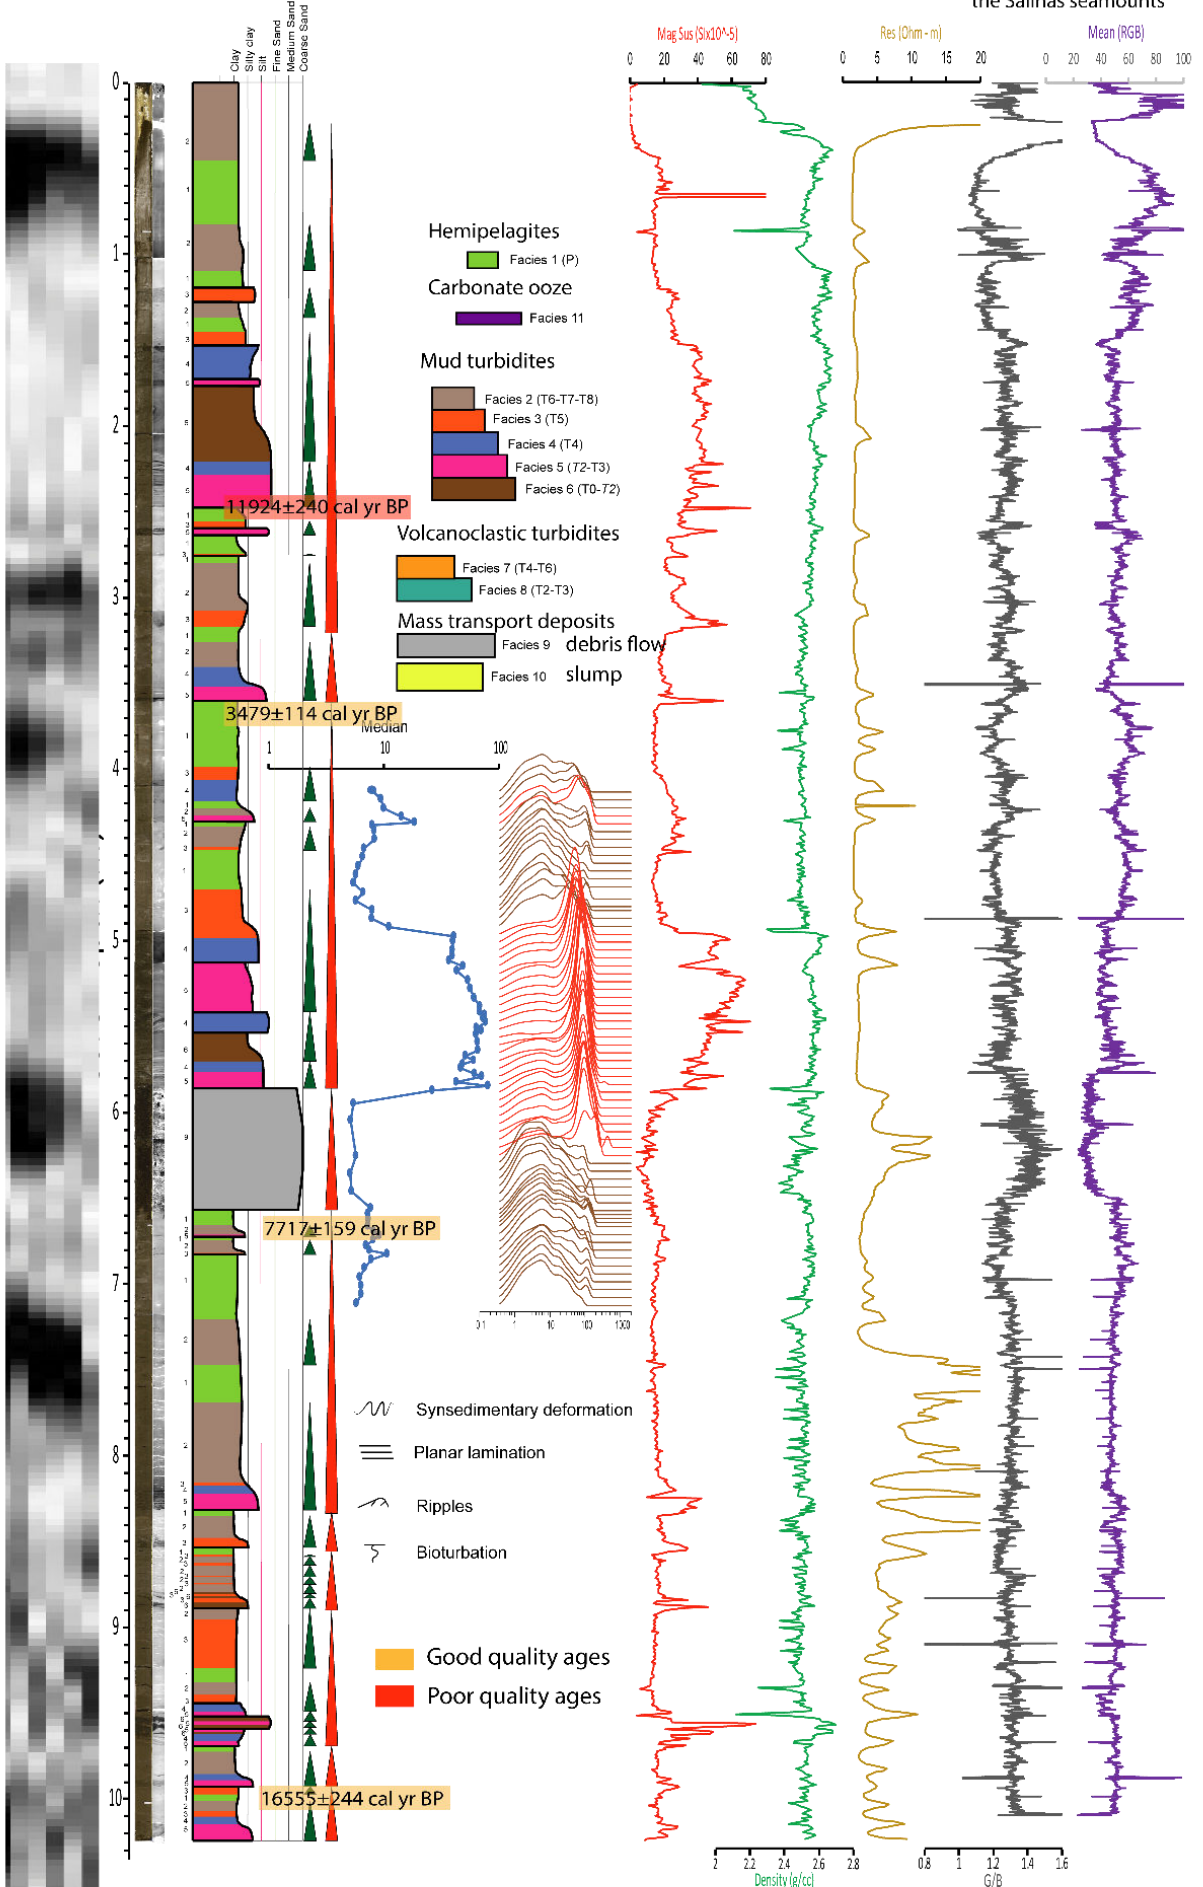 the Salinas seamounts
Clay
Silty clay
Silt
Fine Sand
Medium Sand
Coarse Sand
Mag Sus (SIx10^-5)
0 20 40 60 80
Res (Ohm - m)
0 5 10 15 20
Mean (RGB)
0 20 40 60 80 100
0
1
2
3
4
5
6
7
8
9
10
Hemipelagites
Facies 1 (P)
Carbonate ooze
Facies 11
Mud turbidites
Facies 2 (T6-T7-T8)
Facies 3 (T5)
Facies 4 (T4)
Facies 5 (T2-T3)
Facies 6 (T0-T2)
11924±240 cal yr BP
Volcanoclastic turbidites
Facies 7 (T4-T6)
Facies 8 (T2-T3)
Mass transport deposits
Facies 9 debris flow
Facies 10 slump
3479±114 cal yr BP
Median
1 10 100
7717±159 cal yr BP
0.1 1 10 100 1000
Synsedimentary deformation
Planar lamination
Ripples
Bioturbation
Good quality ages
Poor quality ages
16555±244 cal yr BP
2 2.2 2.4 2.6 2.8
Density (g/cc)
0.8 1 1.2 1.4 1.6
G/B